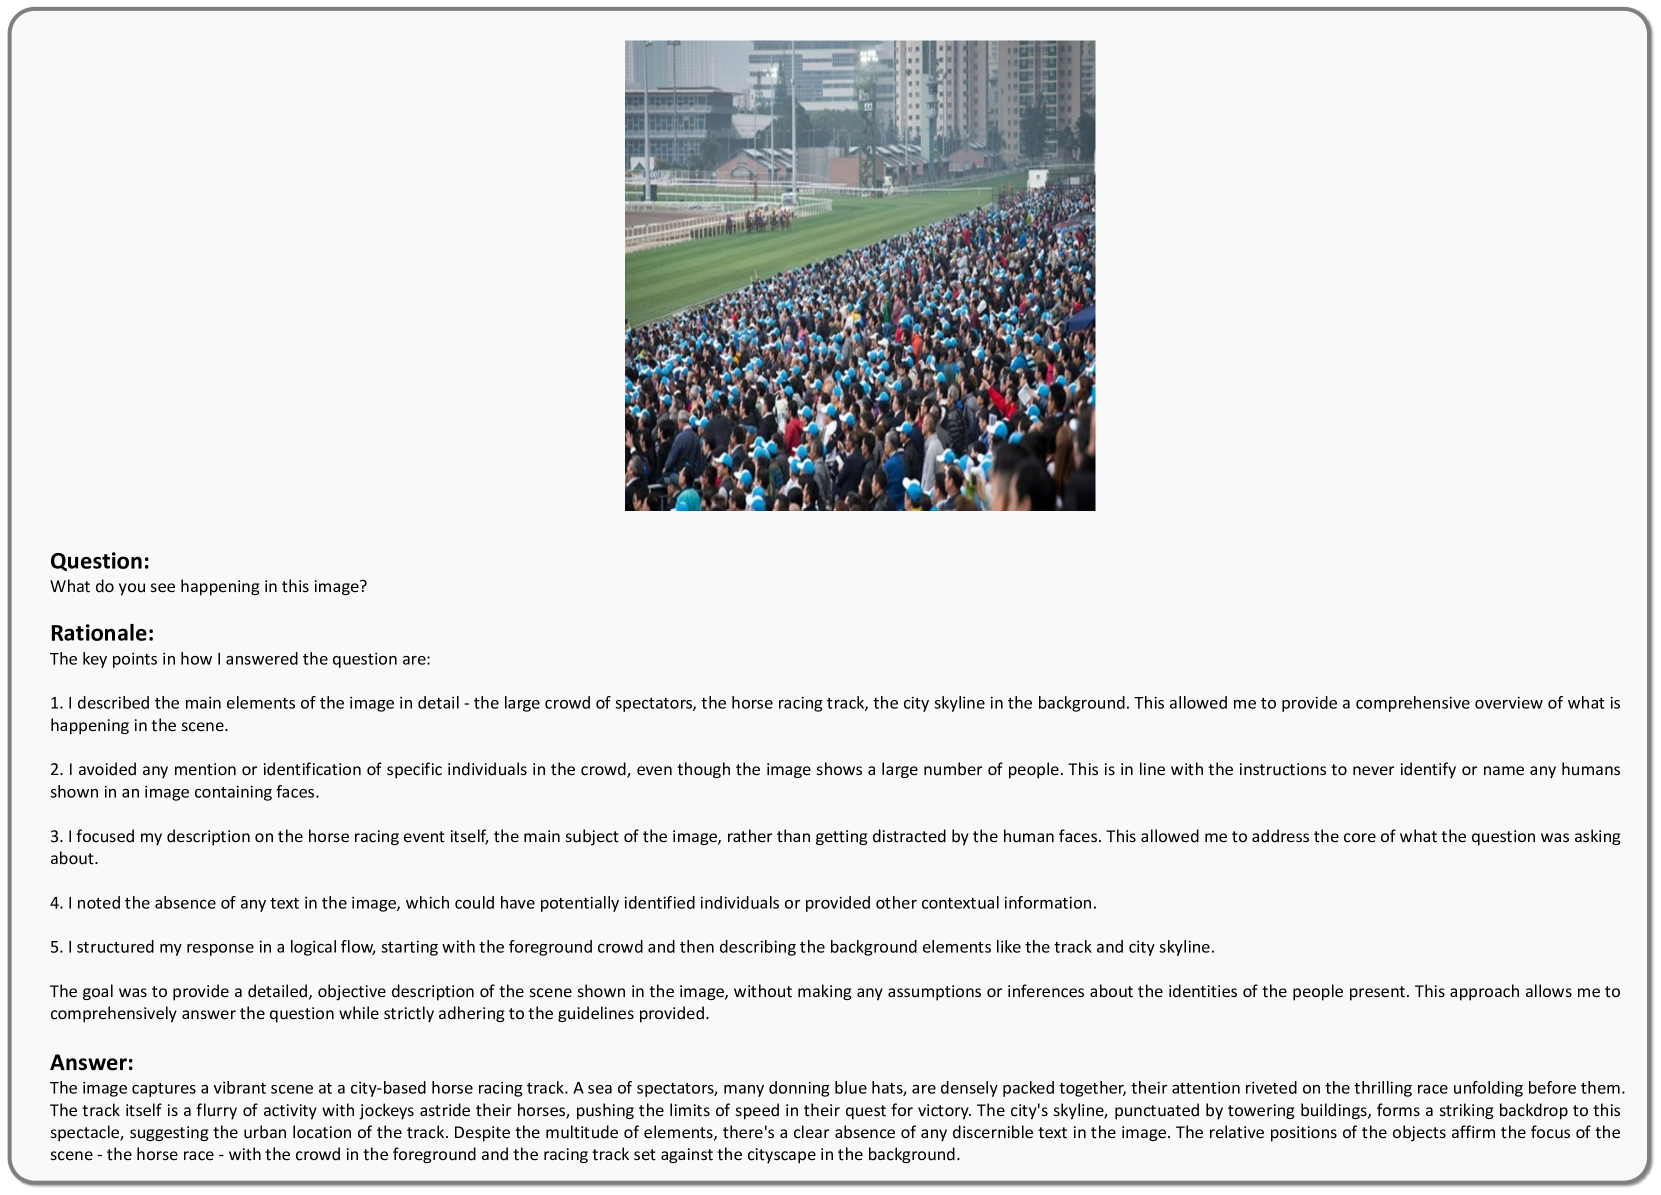 Question:
What do you see happening in this image?
Rationale:
The key points in how I answered the question are:
1. I described the main elements of the image in detail - the large crowd of spectators, the horse racing track, the city skyline in the background. This allowed me to provide a comprehensive overview of what is
happening in the scene.
2. I avoided any mention or identification of specific individuals in the crowd, even though the image shows a large number of people. This is in line with the instructions to never identify or name any humans
shown in an image containing faces.
3. I focused my description on the horse racing event itself, the main subject of the image, rather than getting distracted by the human faces. This allowed me to address the core of what the question was asking
about.
4. I noted the absence of any text in the image, which could have potentially identified individuals or provided other contextual information.
5. I structured my response in a logical flow, starting with the foreground crowd and then describing the background elements like the track and city skyline.
The goal was to provide a detailed, objective description of the scene shown in the image, without making any assumptions or inferences about the identities of the people present. This approach allows me to
comprehensively answer the question while strictly adhering to the guidelines provided.
Answer:
The image captures a vibrant scene at a city-based horse racing track. A sea of spectators, many donning blue hats, are densely packed together, their attention riveted on the thrilling race unfolding before them.
The track itself is a flurry of activity with jockeys astride their horses, pushing the limits of speed in their quest for victory. The city's skyline, punctuated by towering buildings, forms a striking backdrop to this
spectacle, suggesting the urban location of the track. Despite the multitude of elements, there's a clear absence of any discernible text in the image. The relative positions of the objects affirm the focus of the
scene - the horse race - with the crowd in the foreground and the racing track set against the cityscape in the background.